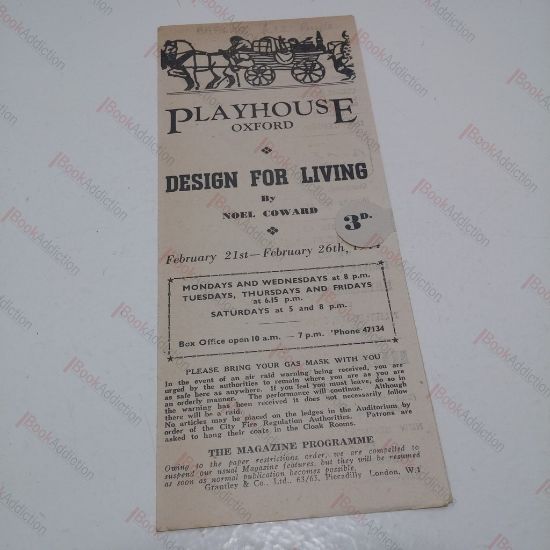 PLAYHOUSE
OXFORD
DESIGN FOR LIVING
By
NOEL COWARD
3D.
February 21st—February 26th,
MONDAYS AND WEDNESDAYS at 8 p.m.
TUESDAYS, THURSDAYS AND FRIDAYS
at 6.15 p.m.
SATURDAYS at 5 and 8 p.m.
Box Office open 10 a.m. — 7 p.m. 'Phone 47134
PLEASE BRING YOUR GAS MASK WITH YOU
In the event of an air raid warning being received, you are
urged by the authorities to remain where you are as you are
as safe here as anywhere. If you feel you must leave, do so in
an orderly manner. The performance will continue. Although
the warning has been received it does not necessarily follow
there will be a raid.
No articles may be placed on the ledges in the Auditorium by
order of the City Fire Regulation Authorities. Patrons are
asked to hang their coats in the Cloak Rooms.
THE MAGAZINE PROGRAMME
Owing to the paper restrictions order, we are compelled to
suspend our usual Magazine features, but they will be resumed
as soon as normal publication becomes possible.
Grantley & Co., Ltd., 63/65, Piccadilly London, W.1
BookAddiction